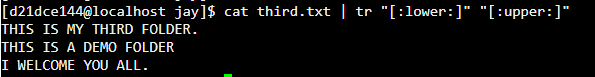 [d21dce144@localhost jay]$ cat third.txt | tr "[:lower:]" "[:upper:]"
THIS IS MY THIRD FOLDER.
THIS IS A DEMO FOLDER
I WELCOME YOU ALL.